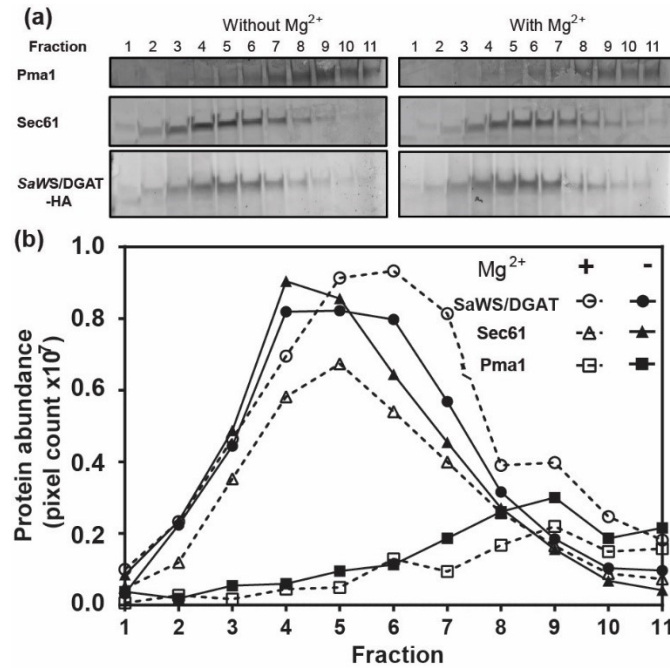 (a)
Without Mg2+ With Mg2+
Fraction 1 2 3 4 5 6 7 8 9 10 11 1 2 3 4 5 6 7 8 9 10 11
Pma1
Sec61
SaWS/DGAT
-HA
(b)
Mg2+ + -
SaWS/DGAT
Sec61
Pma1
1.0
0.8
0.6
0.4
0.2
0.0
Protein abundance
(pixel count x10⁷)
1 2 3 4 5 6 7 8 9 10 11
Fraction